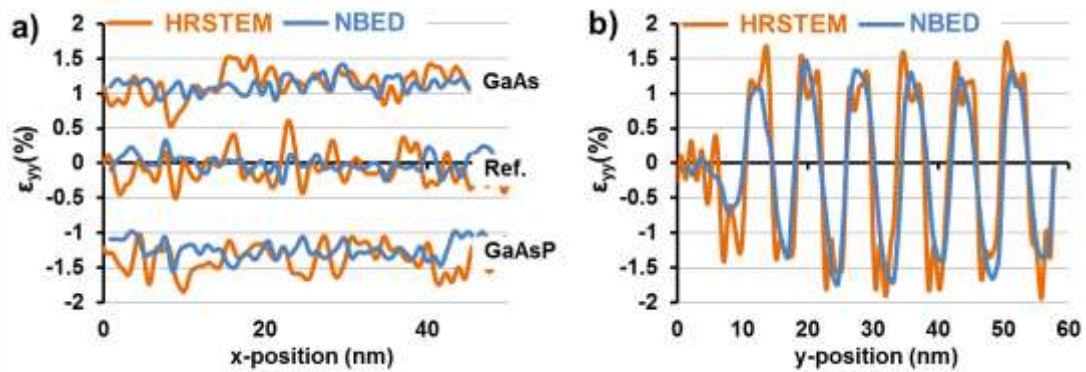 a)
HRSTEM NBED
2
1.5
1
0.5
0
-0.5
-1
-1.5
-2
εyy(%)
GaAs
Ref.
GaAsP
0 20 40
x-position (nm)
b)
HRSTEM NBED
2
1.5
1
0.5
0
-0.5
-1
-1.5
-2
εyy(%)
0 10 20 30 40 50 60
y-position (nm)